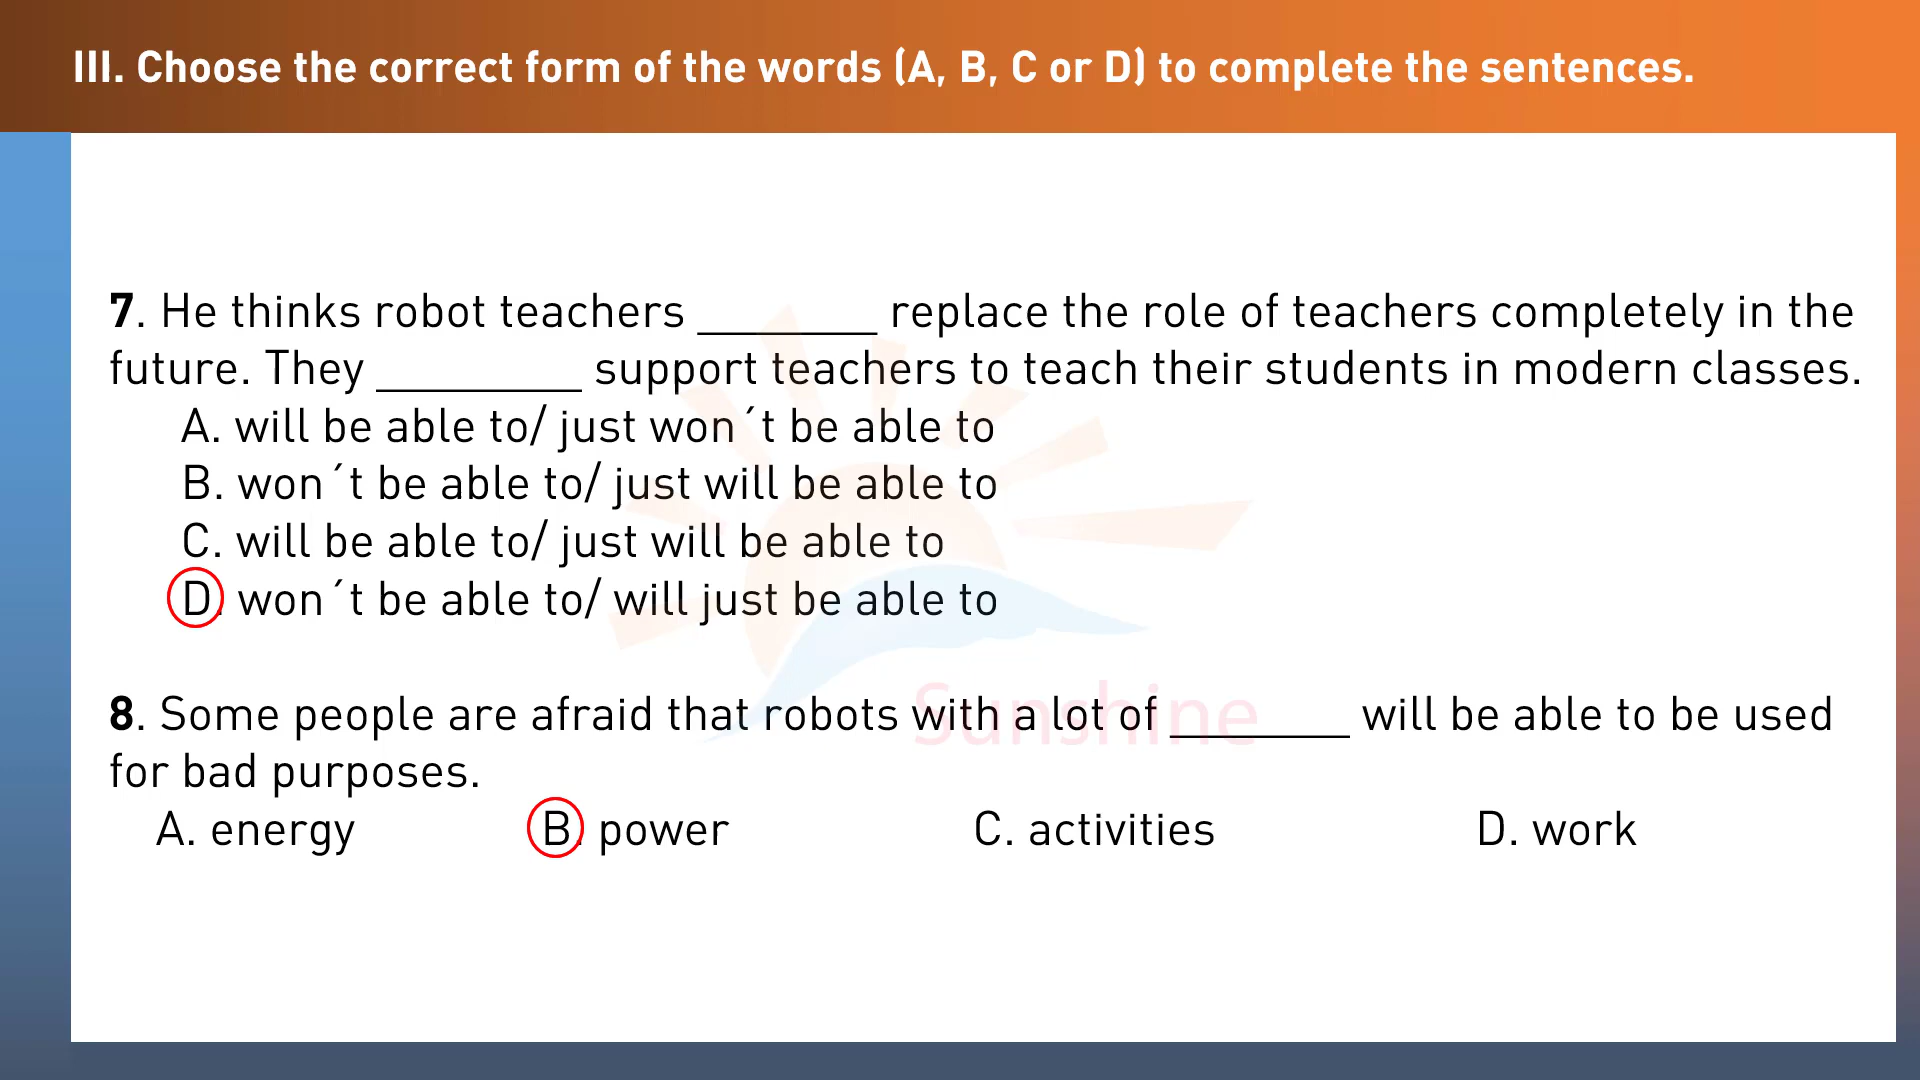 III. Choose the correct form of the words (A, B, C or D) to complete the sentences.
7. He thinks robot teachers _______ replace the role of teachers completely in the
future. They ________ support teachers to teach their students in modern classes.
A. will be able to/ just won´t be able to
B. won´t be able to/ just will be able to
C. will be able to/ just will be able to
D. won´t be able to/ will just be able to
8. Some people are afraid that robots with a lot of _______ will be able to be used
for bad purposes.
Sunshine
A. energy B. power C. activities D. work